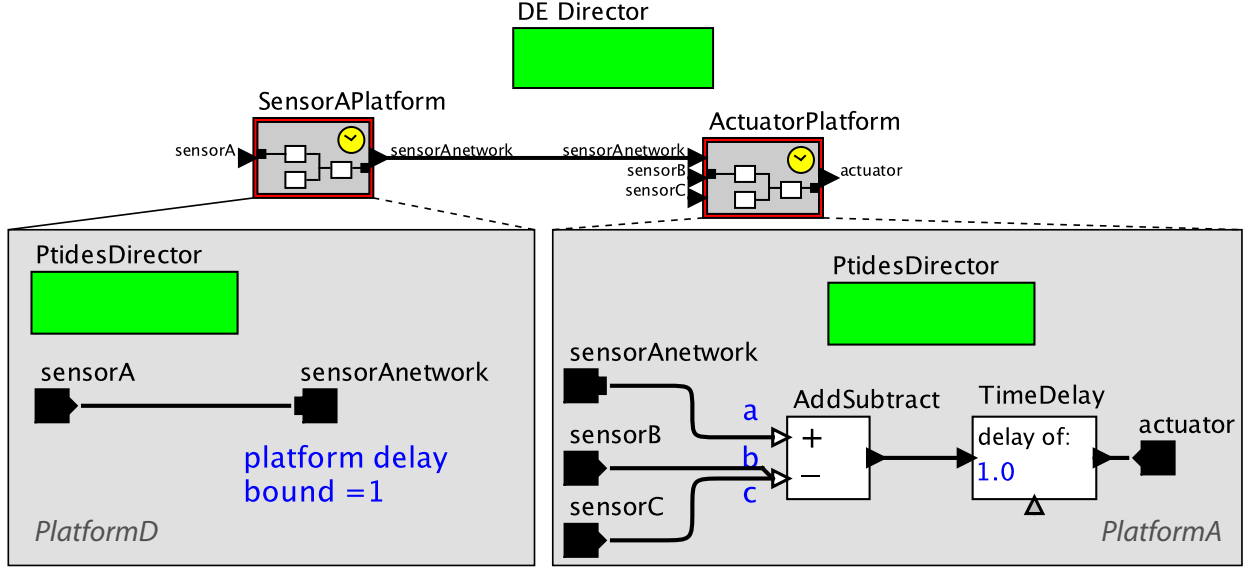 DE Director
SensorAPlatform
ActuatorPlatform
sensorA
sensorAnetwork
sensorAnetwork
sensorB
sensorC
actuator
PtidesDirector
sensorA
sensorAnetwork
platform delay
bound =1
PlatformD
PtidesDirector
sensorAnetwork
a
AddSubtract
TimeDelay
sensorB
b
+
−
delay of:
1.0
actuator
sensorC
c
PlatformA